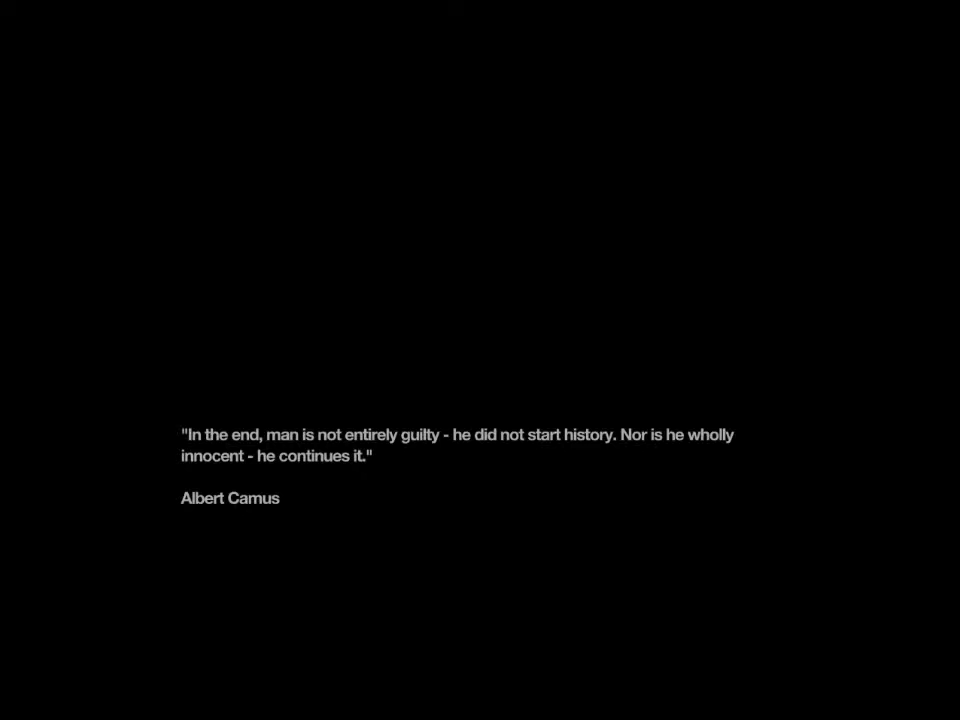 "In the end, man is not entirely guilty - he did not start history. Nor is he wholly
innocent - he continues it."
Albert Camus